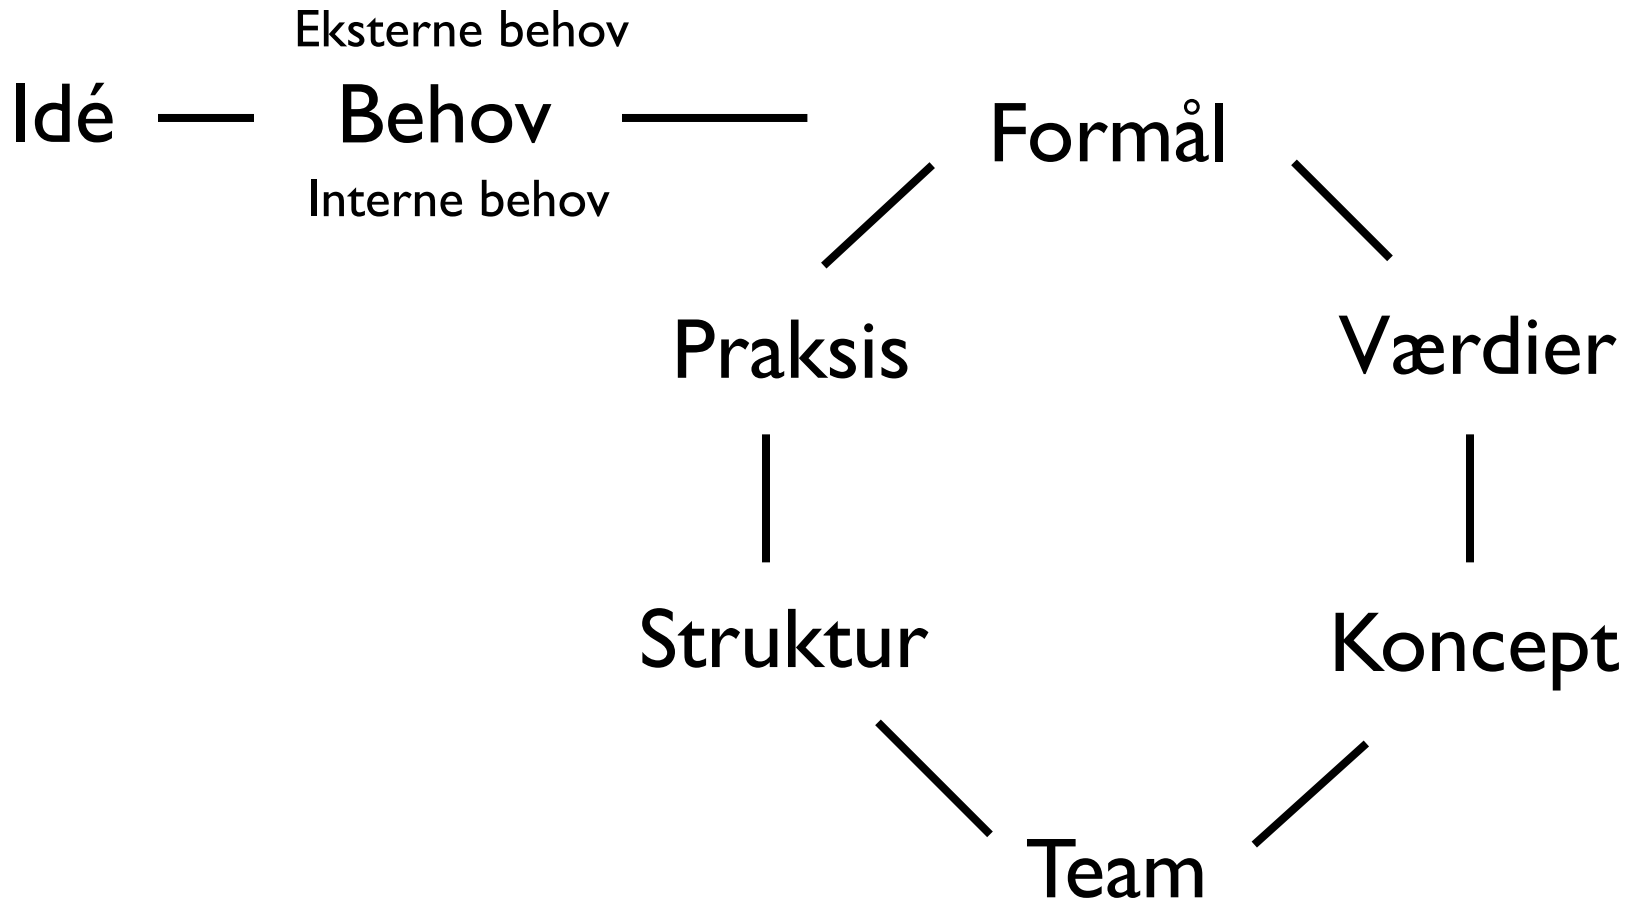 Eksterne behov
Idé
Behov
Formål
Interne behov
Praksis
Værdier
Struktur
Koncept
Team